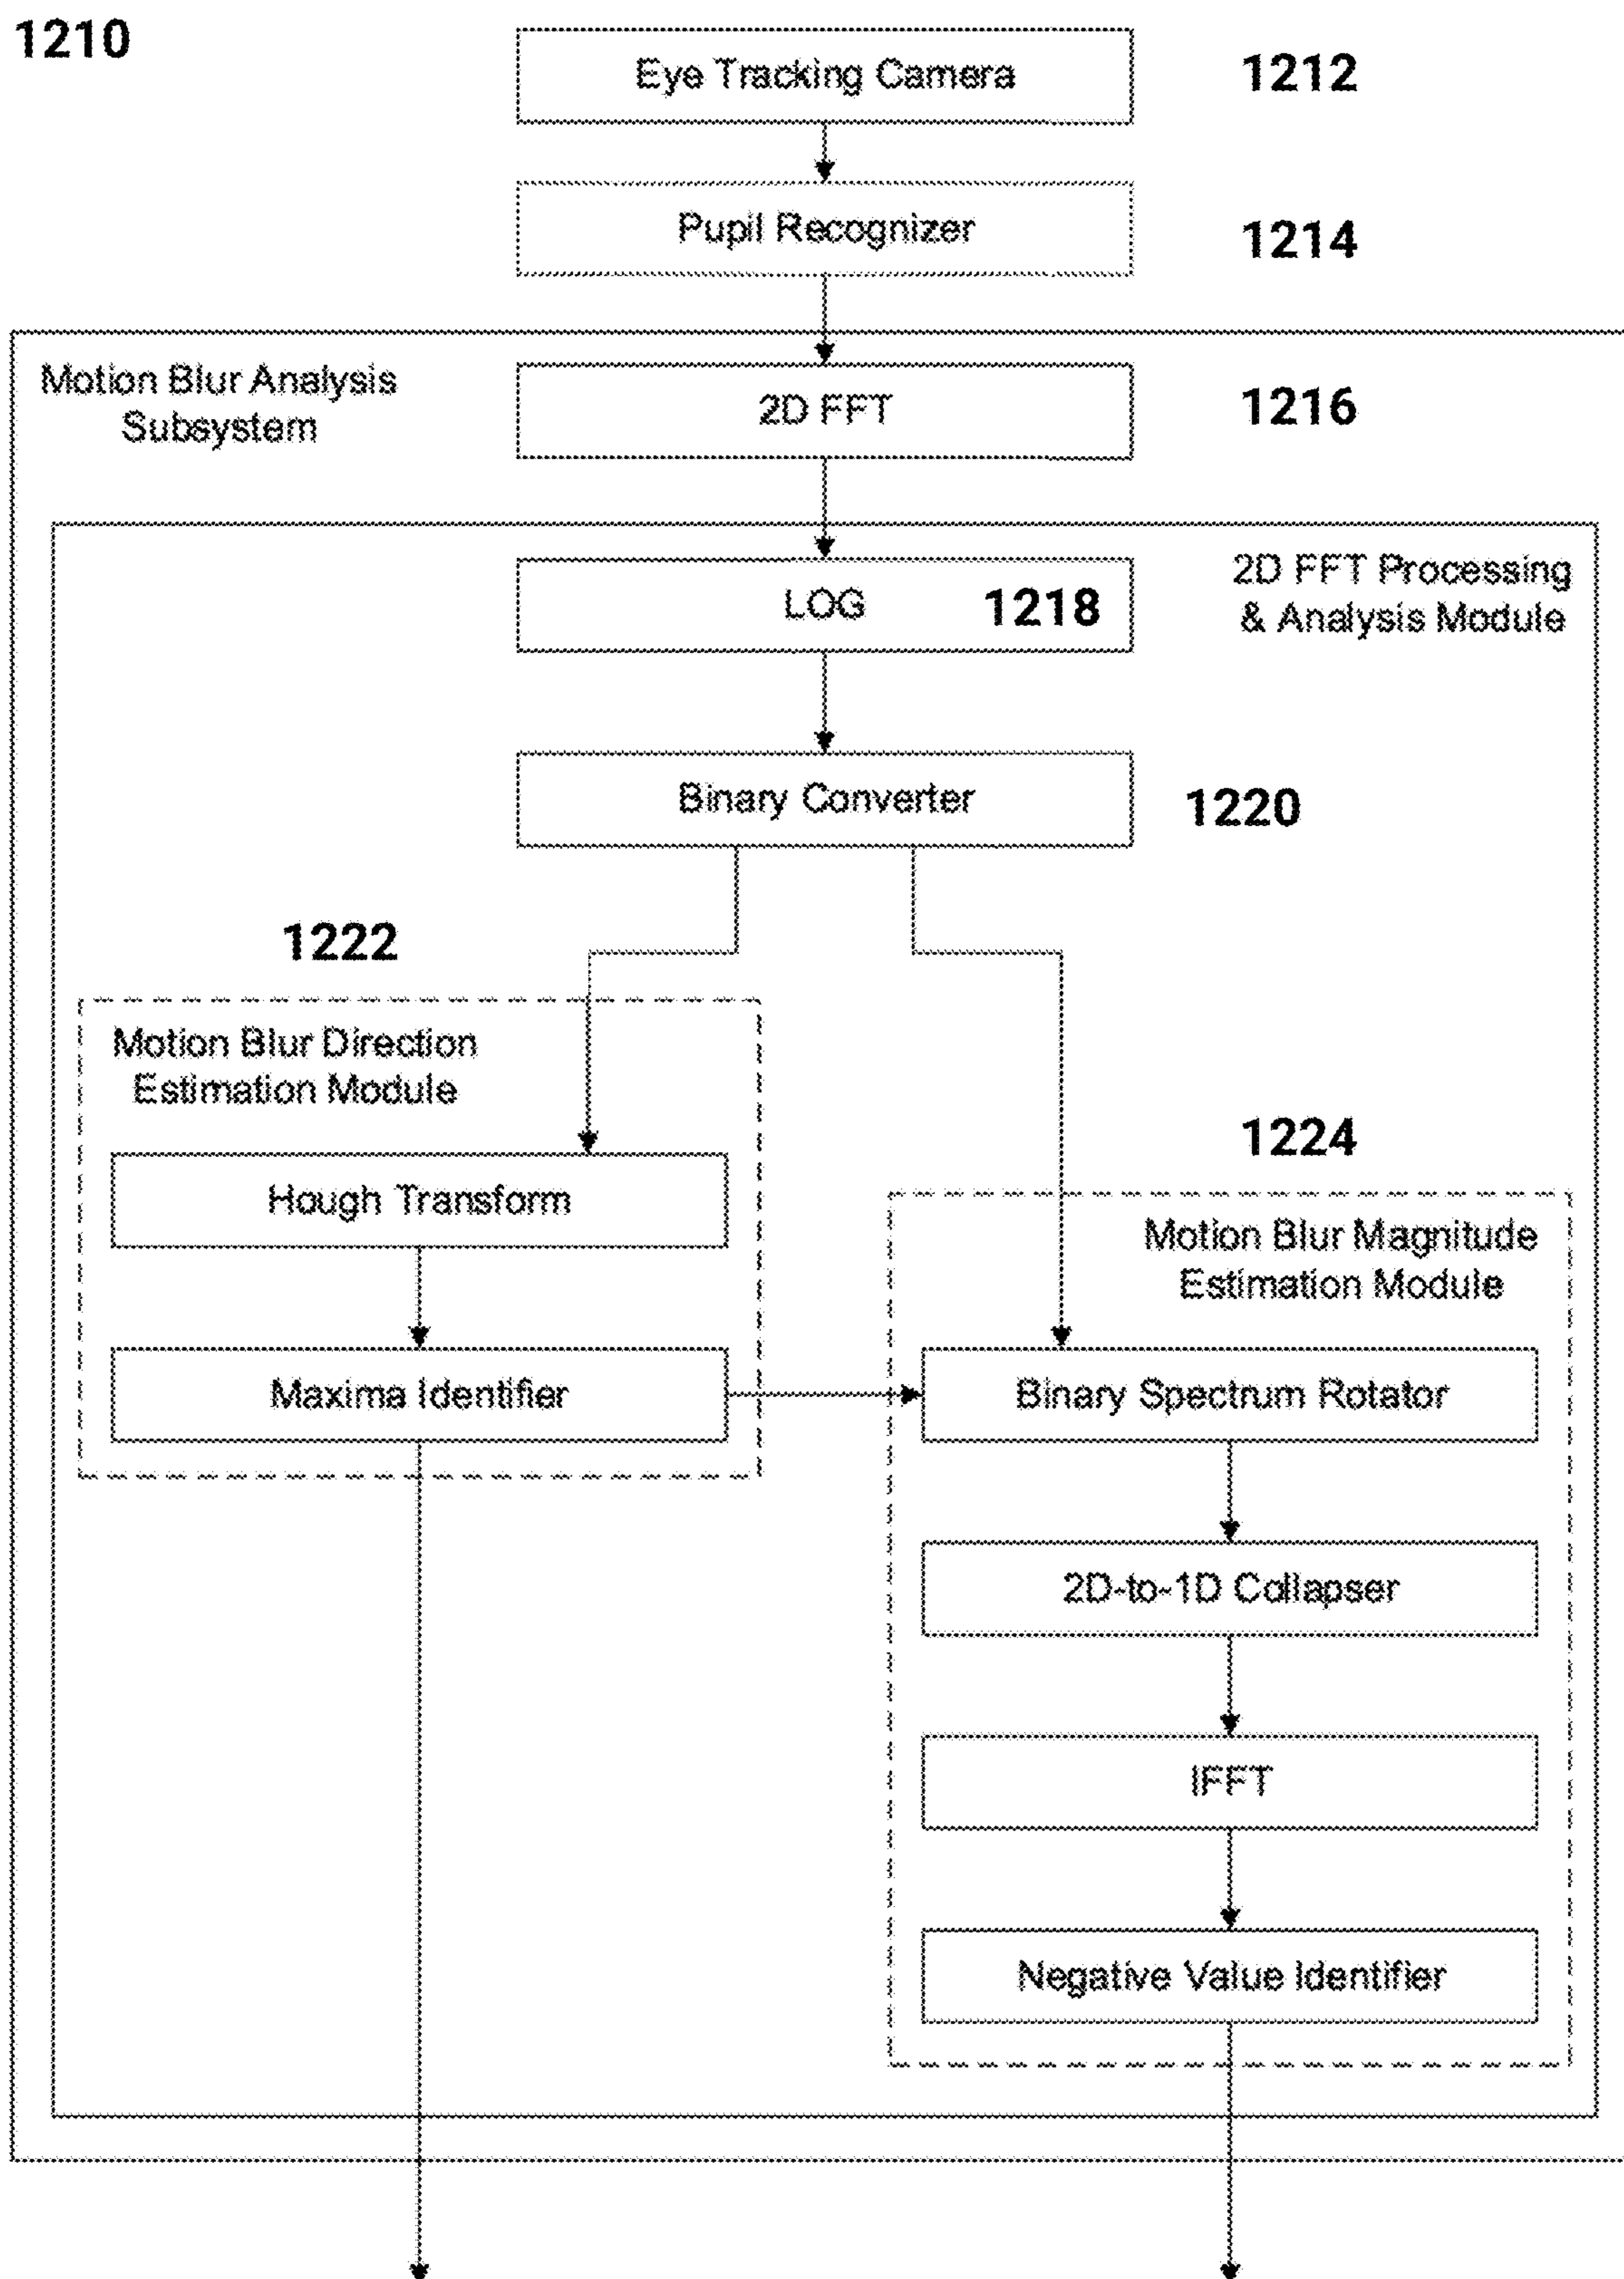 1210
Eye Tracking Camera
1212
Pupil Recognizer
1214
Motion Blur Analysis
Subsystem
2D FFT
1216
2D FFT Processing
& Analysis Module
LOG
1218
Binary Converter
1220
1222
Motion Blur Direction
Estimation Module
Hough Transform
Maxima Identifier
1224
Motion Blur Magnitude
Estimation Module
Binary Spectrum Rotator
2D-to-1D Collapser
IFFT
Negative Value Identifier